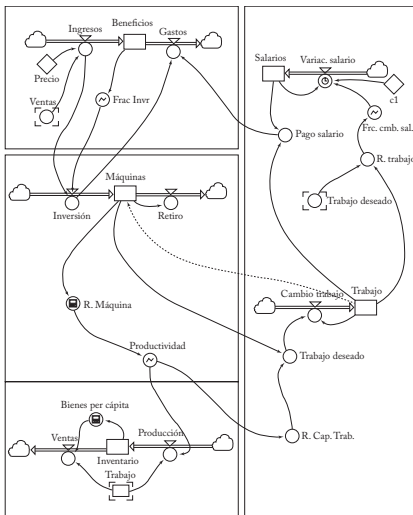 Beneficios
Ingresos
Gastos
Precio
Ventas
Frac Invr
Salarios
Variac. salario
c1
Frc. cmb. sal.
Pago salario
R. trabajo
Trabajo deseado
Máquinas
Inversión
Retiro
R. Máquina
Productividad
Cambio trabajo
Trabajo
Trabajo deseado
R. Cap. Trab.
Bienes per cápita
Ventas
Producción
Inventario
Trabajo